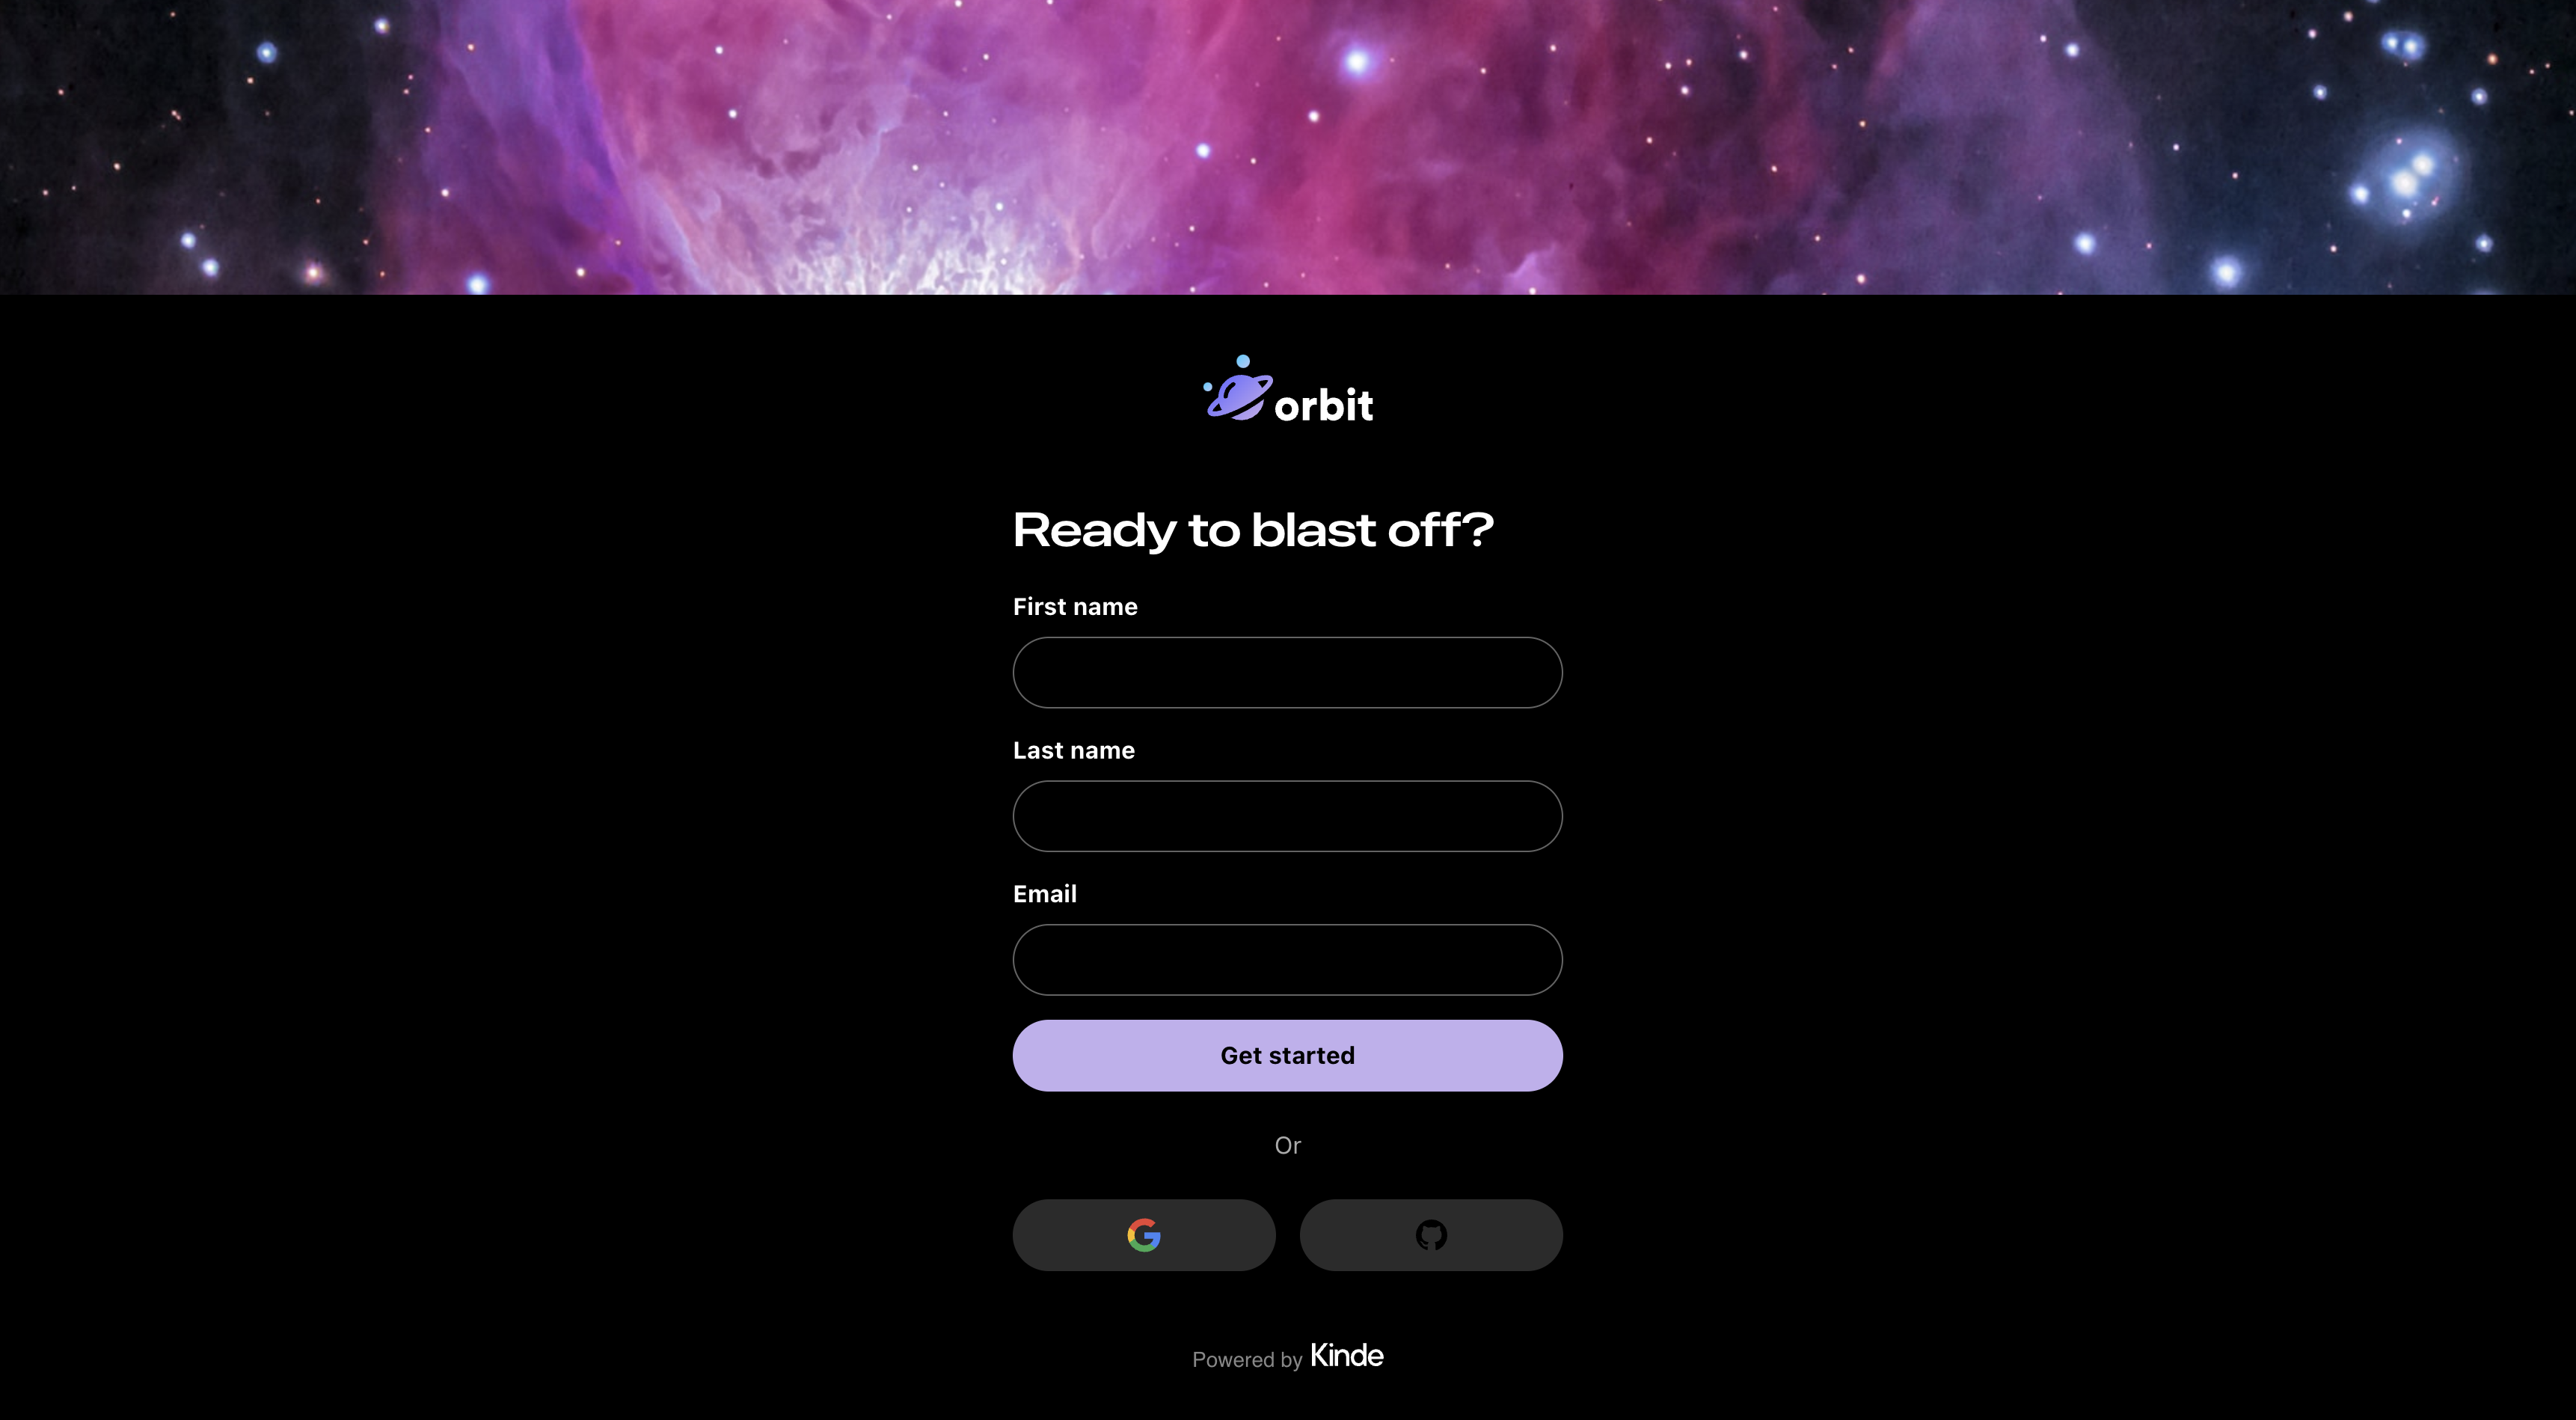 orbit
Ready to blast off?
First name
Last name
Email
Get started
Or
Powered by Kinde